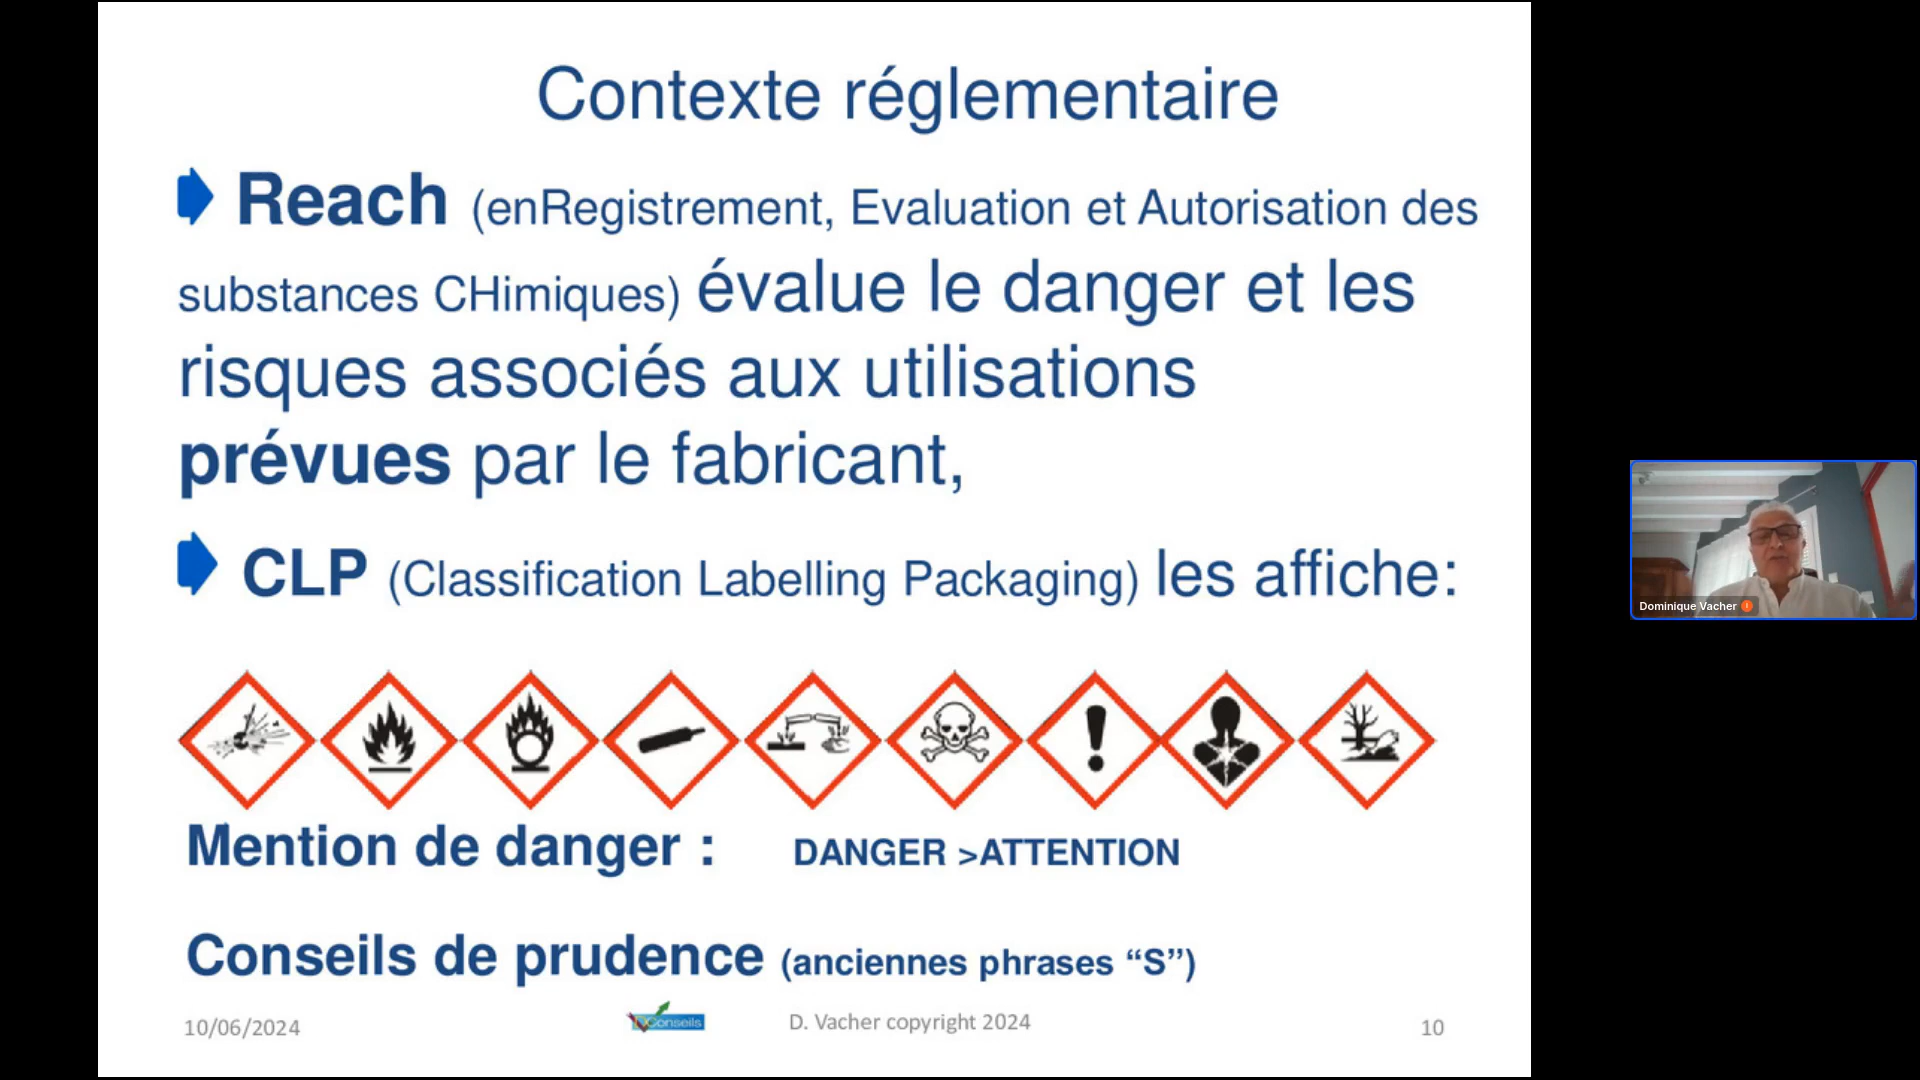 Contexte réglementaire
Reach (enRegistrement, Evaluation et Autorisation des
substances CHimiques) évalue le danger et les
risques associés aux utilisations
prévues par le fabricant,
CLP (Classification Labelling Packaging) les affiche:
Mention de danger : DANGER >ATTENTION
Conseils de prudence (anciennes phrases “S”)
10/06/2024
Conseils
D. Vacher copyright 2024
10
Dominique Vacher